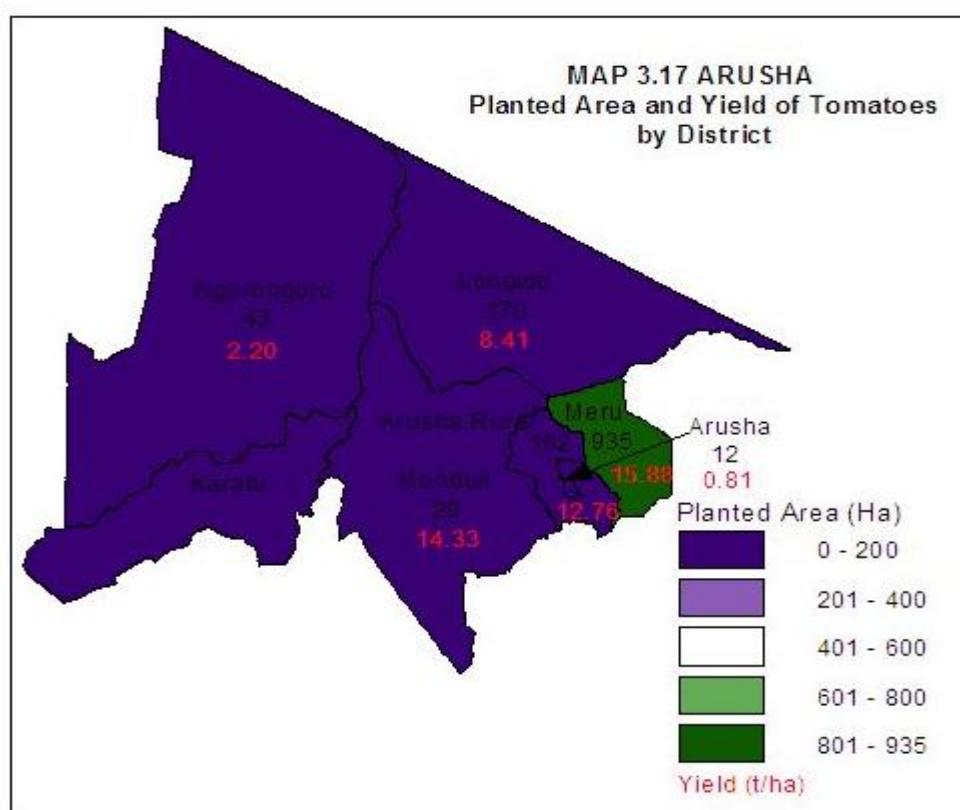 MAP 3.17 ARUSHA
Planted Area and Yield of Tomatoes
by District
Ngorongoro
43
2.20
Longido
170
8.41
Meru
935
15.88
Arusha
12
0.81
Arusha Rural
162
12.76
Monduli
29
14.33
Karatu
Planted Area (Ha)
0 - 200
201 - 400
401 - 600
601 - 800
801 - 935
Yield (t/ha)